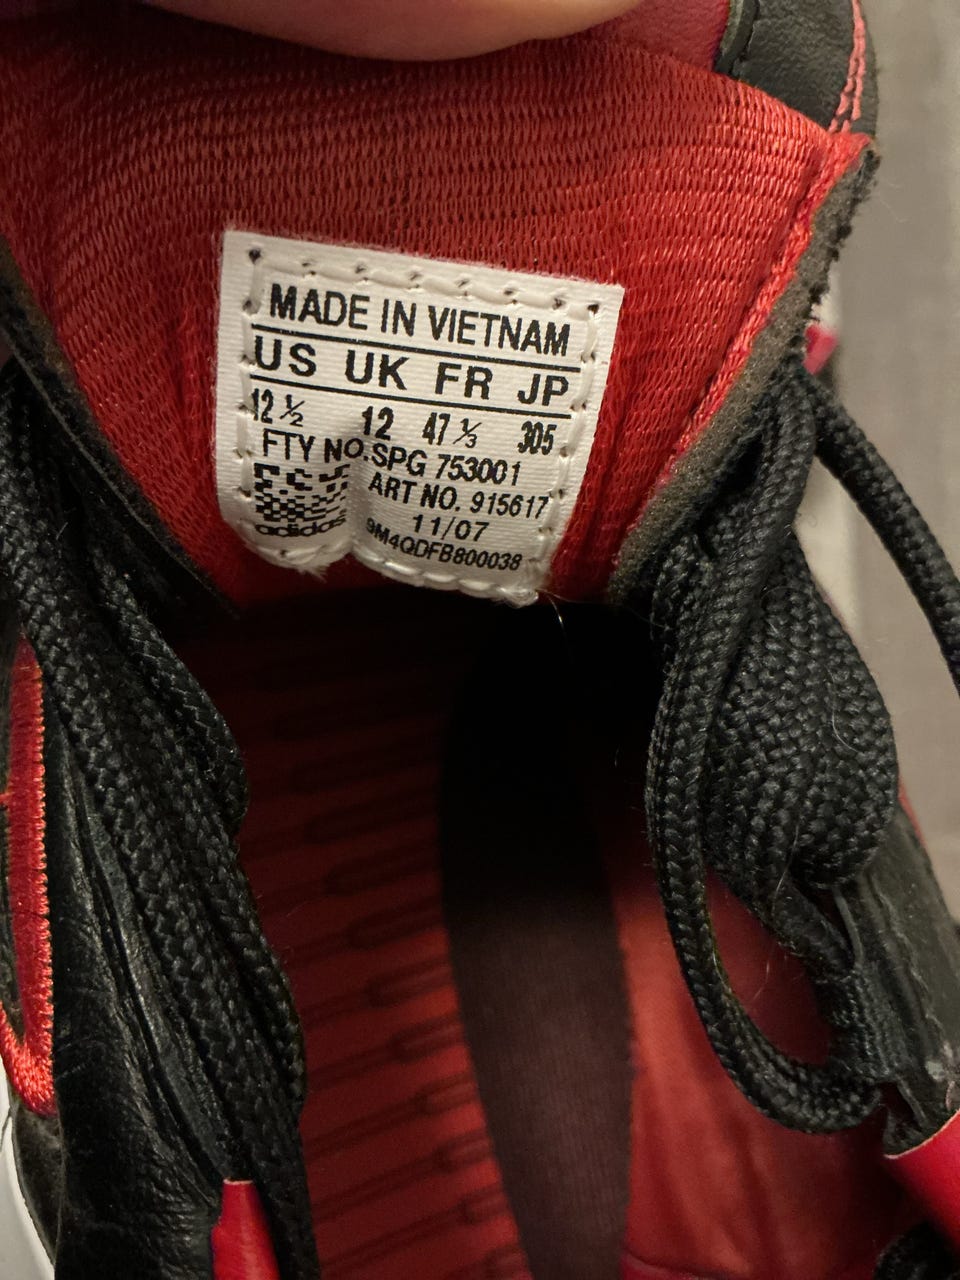 MADE IN VIETNAM
US UK FR JP
12 ½ 12 47 ⅓ 305
FTY NO. SPG 753001
ART NO. 915617
11/07
adidas
9M4QDFB800038